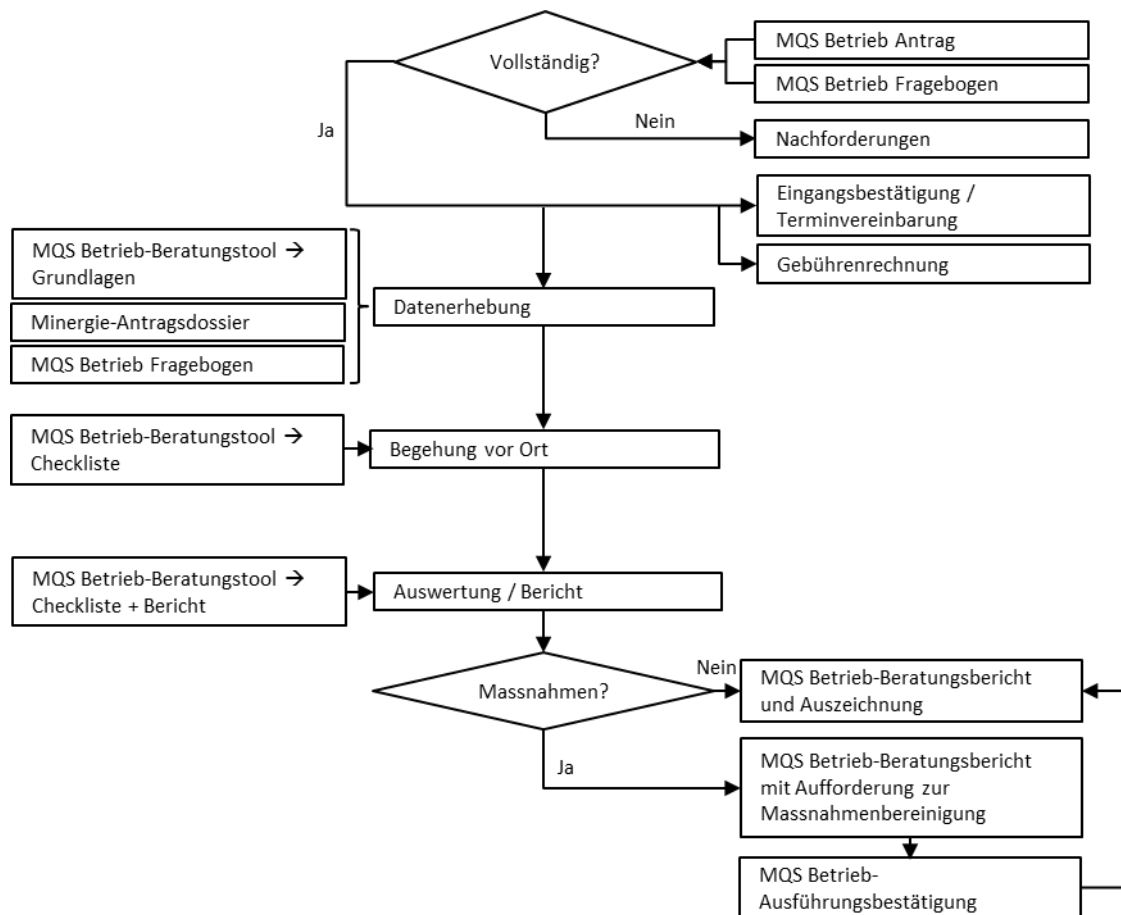 MQS Betrieb Antrag
Vollständig?
MQS Betrieb Fragebogen
Nein
Ja
Nachforderungen
Eingangsbestätigung /
Terminvereinbarung
MQS Betrieb-Beratungstool →
Grundlagen
Gebührenrechnung
Datenerhebung
Minergie-Antragsdossier
MQS Betrieb Fragebogen
MQS Betrieb-Beratungstool →
Checkliste
Begehung vor Ort
MQS Betrieb-Beratungstool →
Checkliste + Bericht
Auswertung / Bericht
Massnahmen?
Nein
MQS Betrieb-Beratungsbericht
und Auszeichnung
Ja
MQS Betrieb-Beratungsbericht
mit Aufforderung zur
Massnahmenbereinigung
MQS Betrieb-
Ausführungsbestätigung